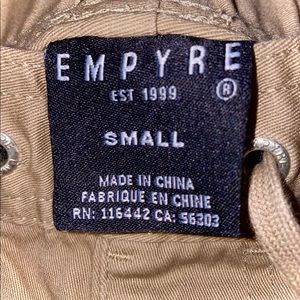 EMPYRE ®
EST 1999
SMALL
MADE IN CHINA
FABRIQUE EN CHINE
RN: 116442 CA: 56303